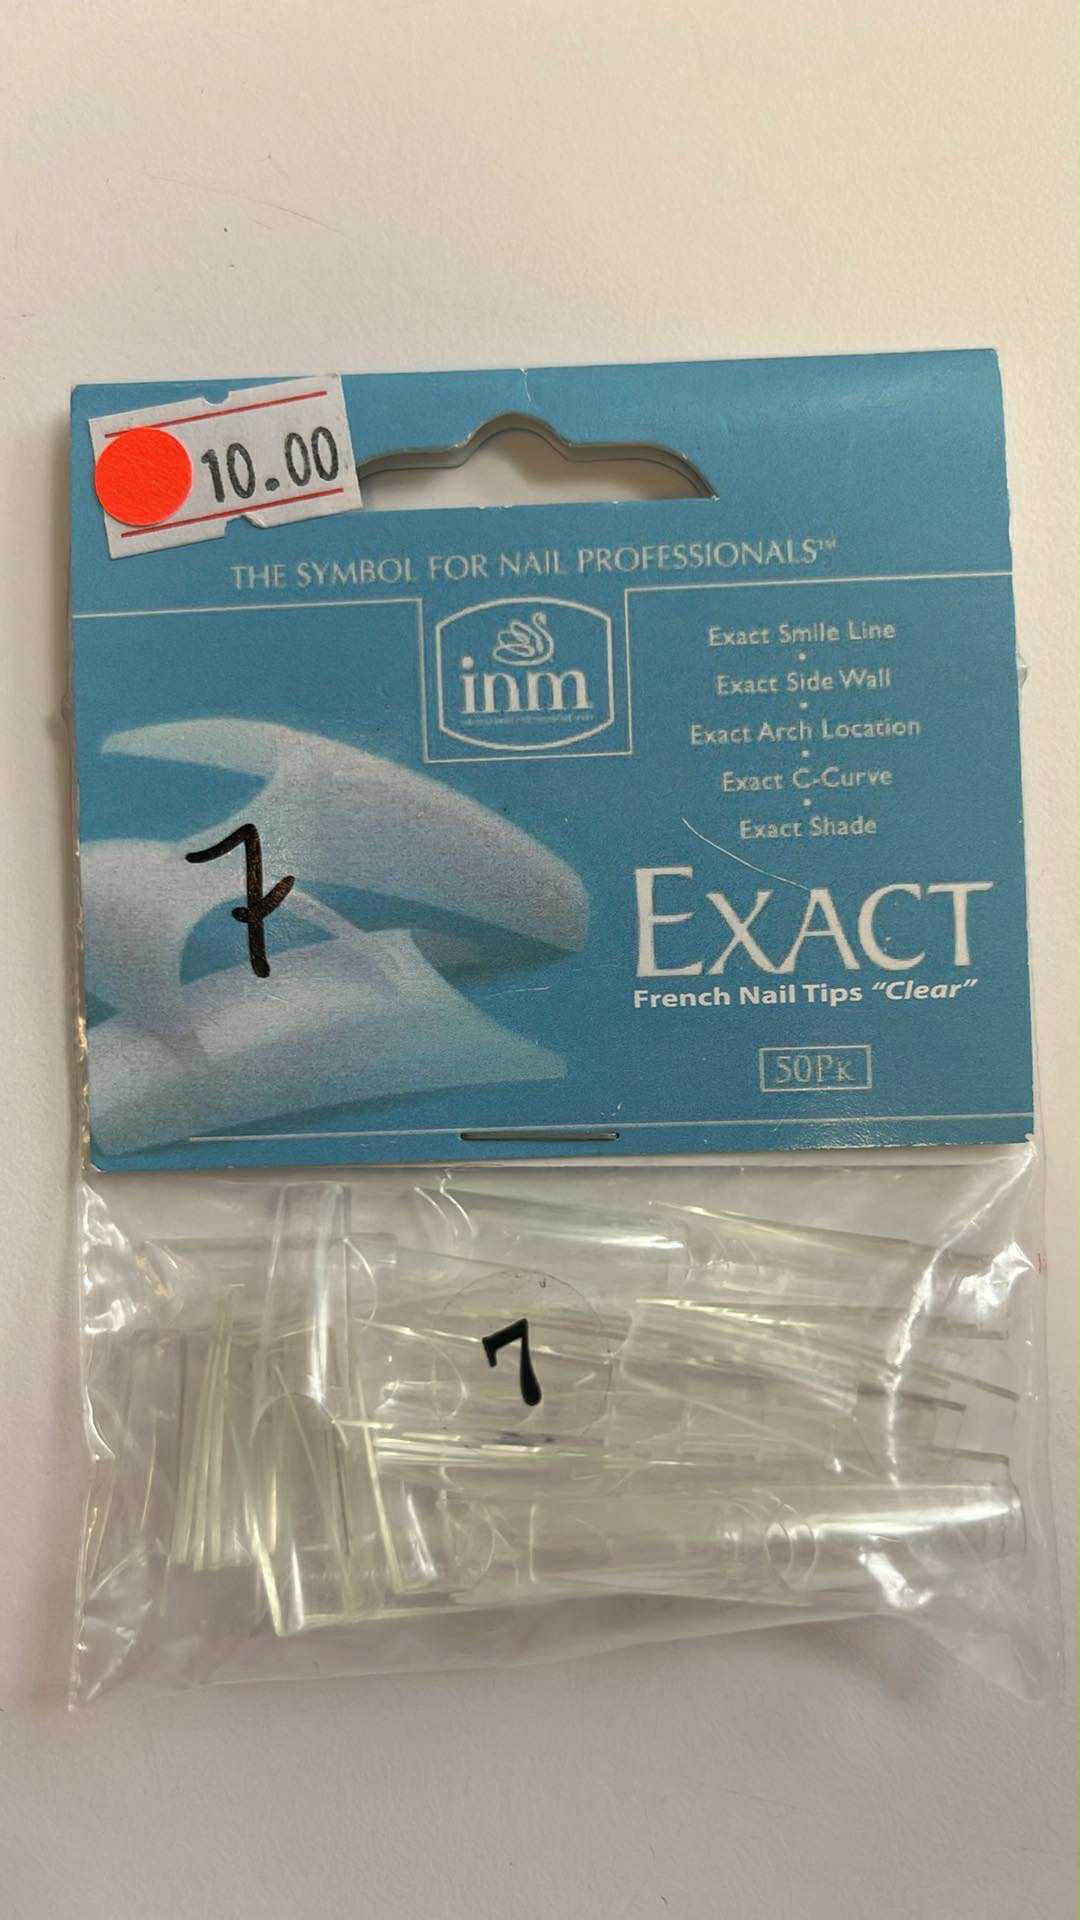 10.00
THE SYMBOL FOR NAIL PROFESSIONALS™
inm
Exact Smile Line
•
Exact Side Wall
•
Exact Arch Location
•
Exact C-Curve
•
Exact Shade
7
EXACT
French Nail Tips “Clear”
50PK
7